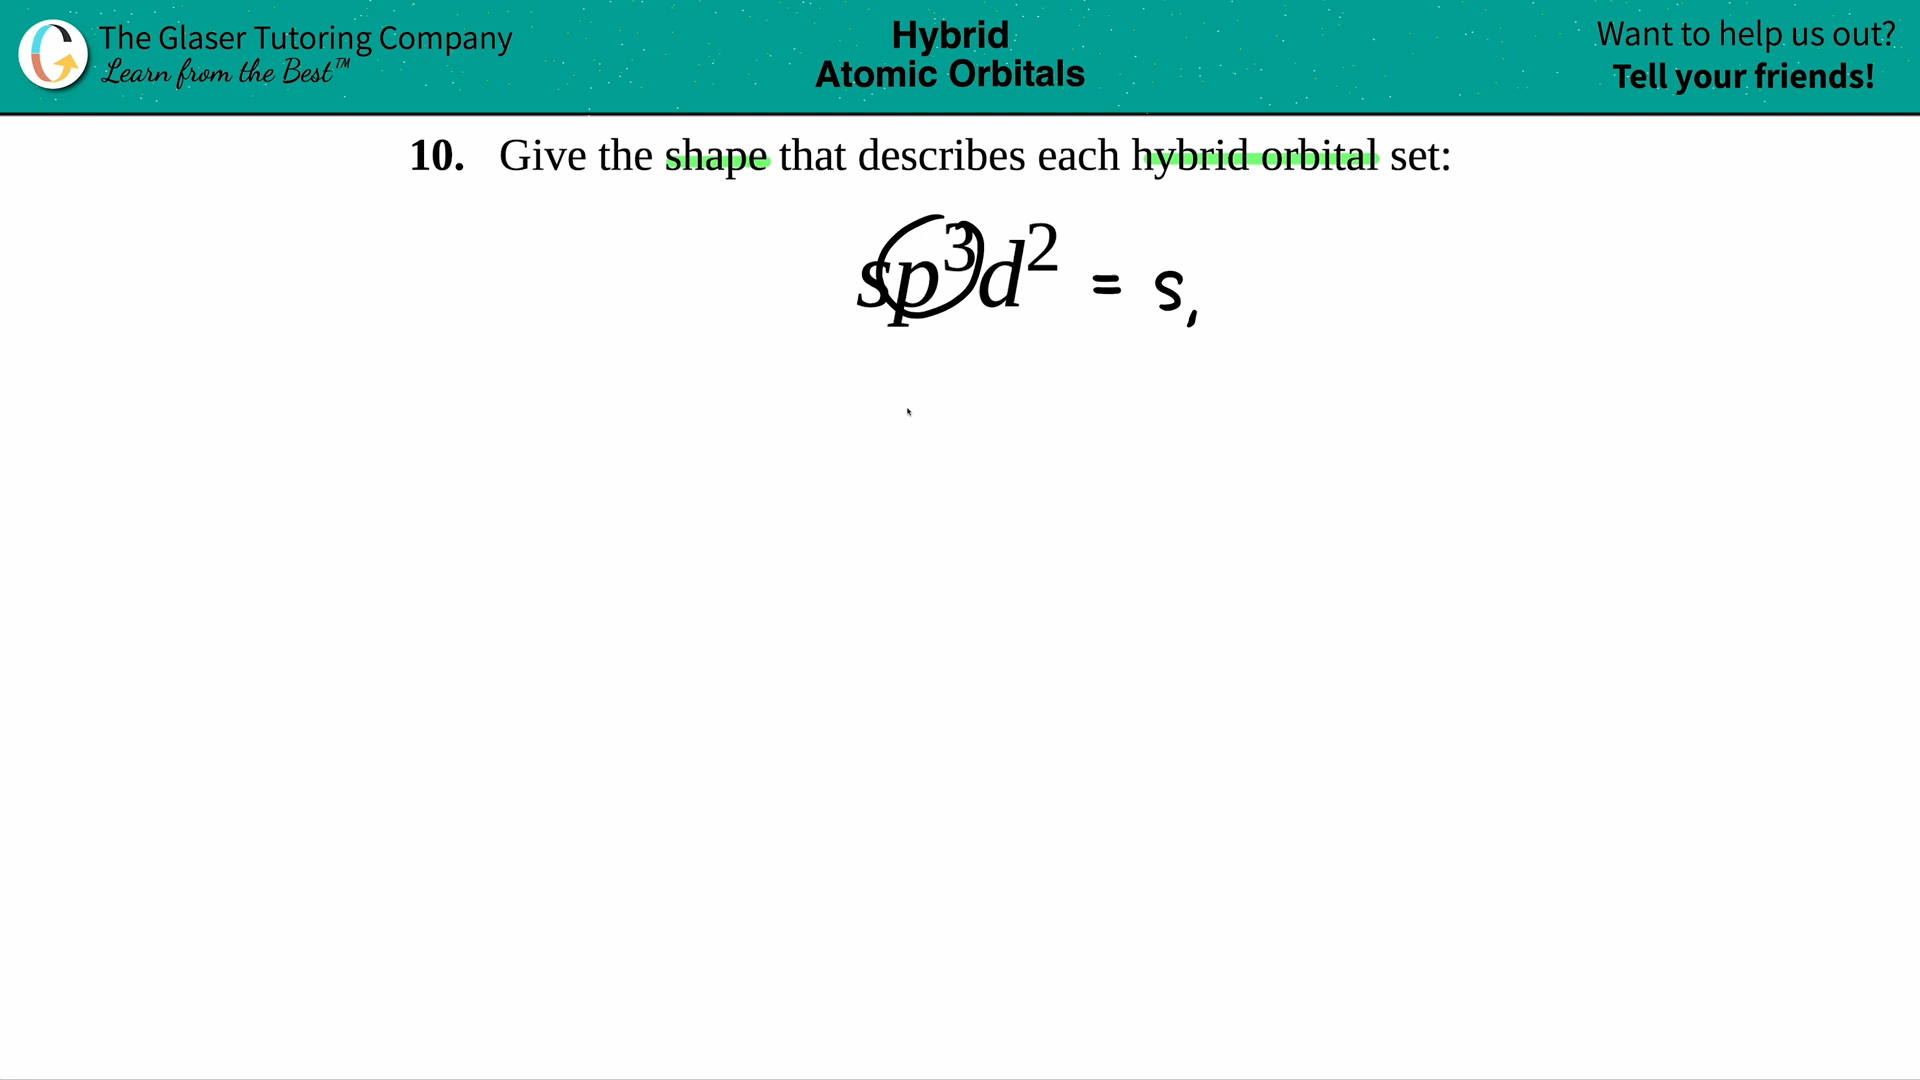 The Glaser Tutoring Company
Learn from the Best™
Hybrid
Atomic Orbitals
Want to help us out?
Tell your friends!
10. Give the shape that describes each hybrid orbital set:
sp³d² = s,